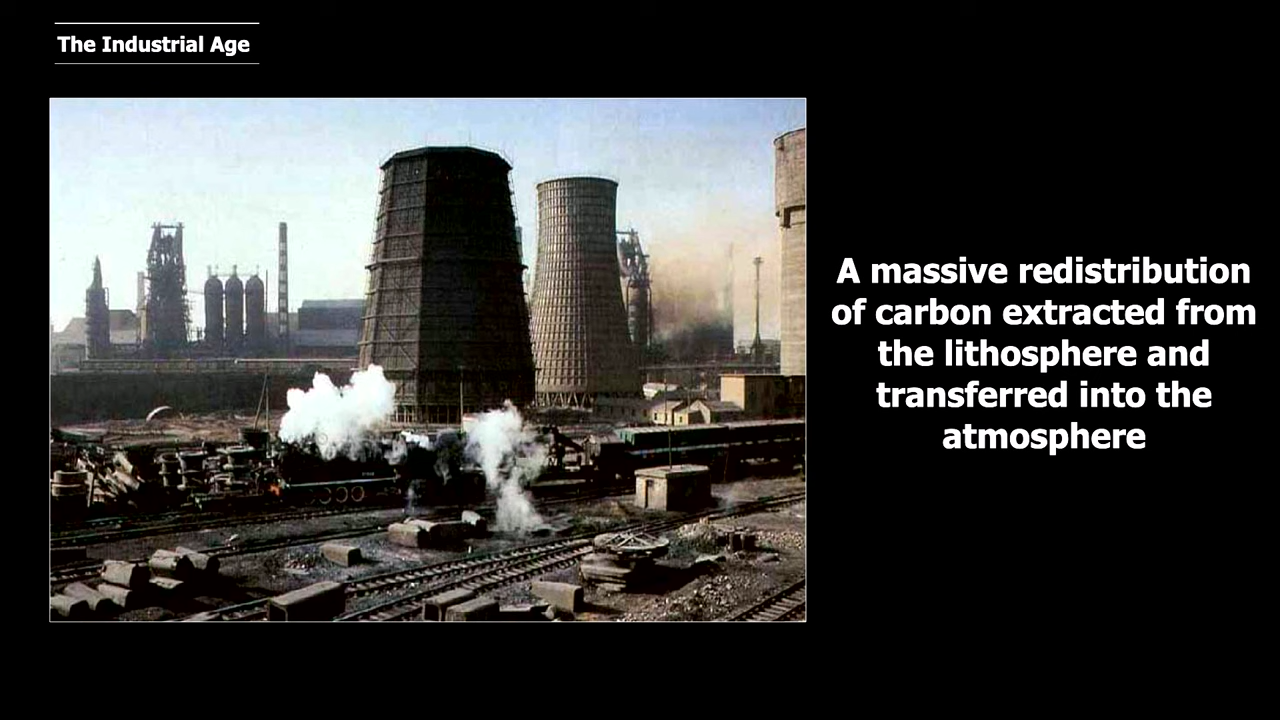 The Industrial Age
A massive redistribution
of carbon extracted from
the lithosphere and
transferred into the
atmosphere